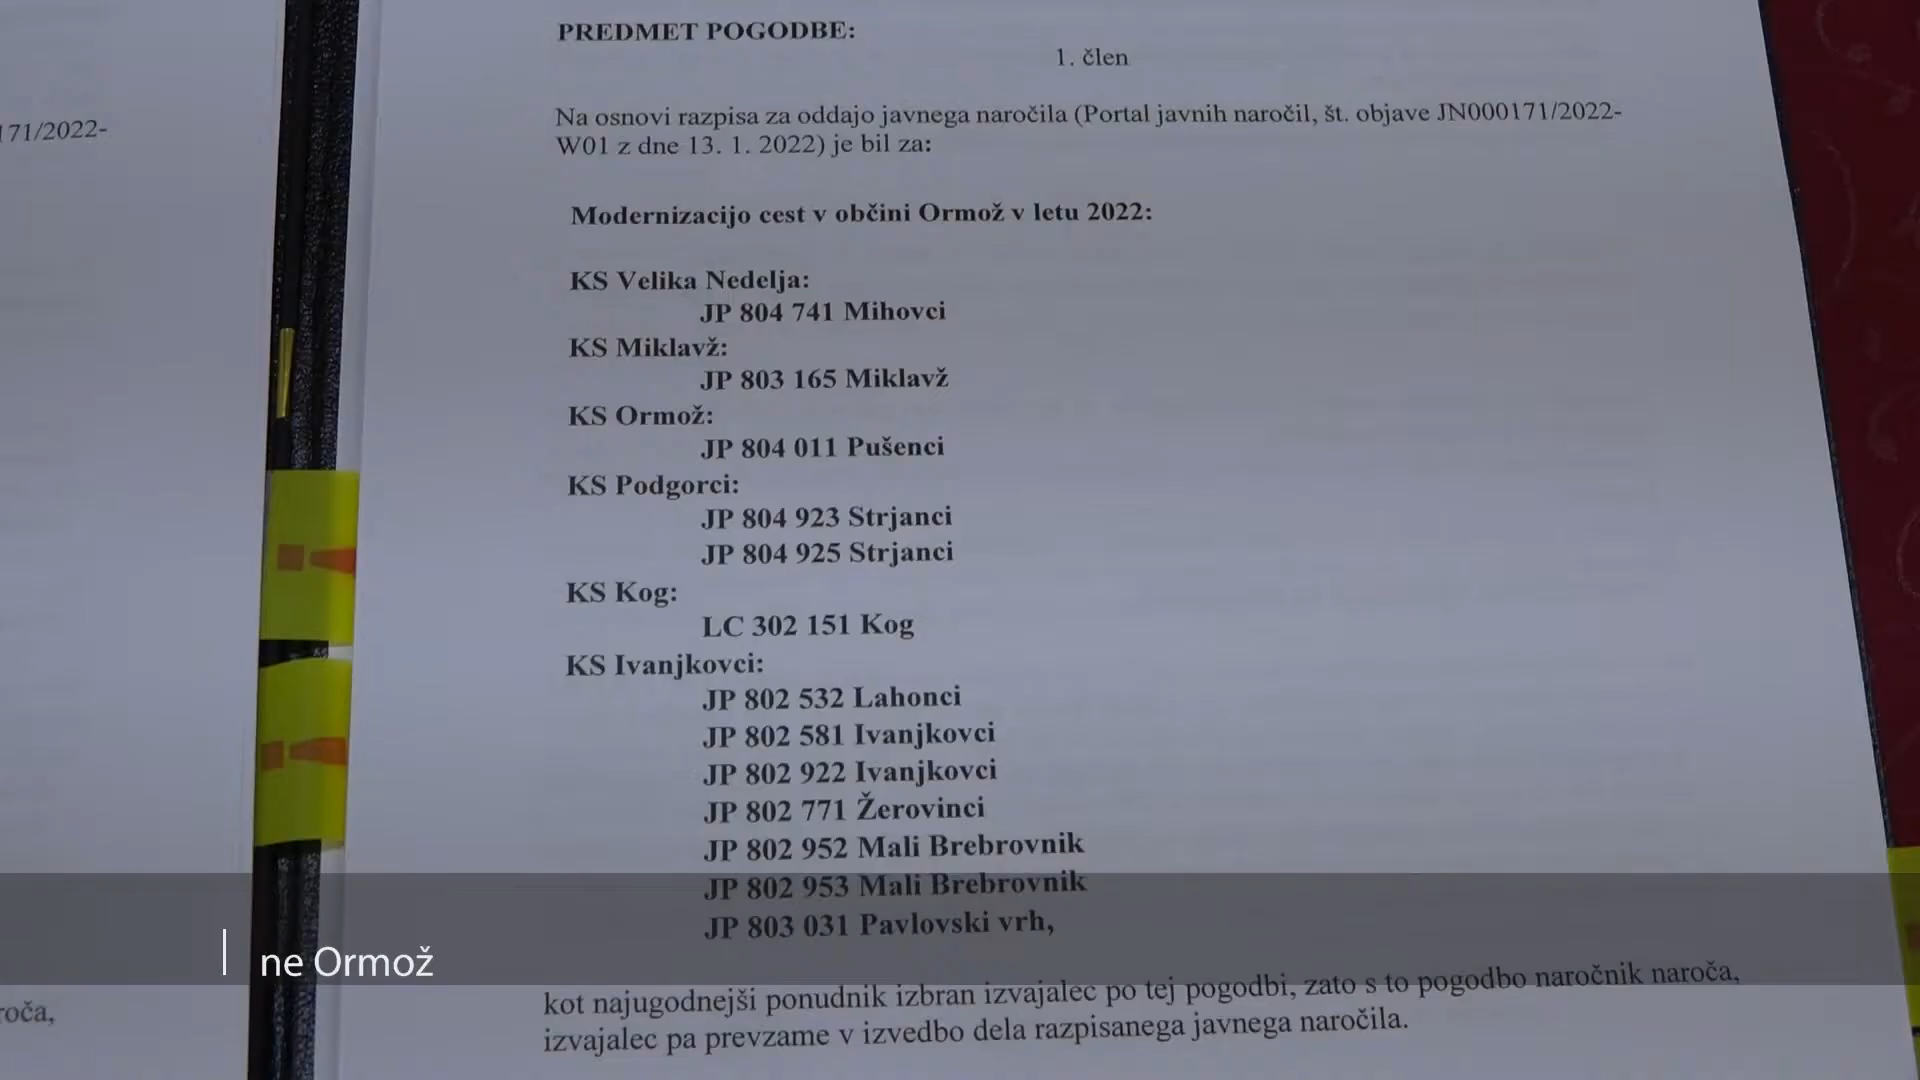 171/2022-
PREDMET POGODBE:
1. člen
Na osnovi razpisa za oddajo javnega naročila (Portal javnih naročil, št. objave JN000171/2022-
W01 z dne 13. 1. 2022) je bil za:
Modernizacijo cest v občini Ormož v letu 2022:
KS Velika Nedelja:
JP 804 741 Mihovci
KS Miklavž:
JP 803 165 Miklavž
KS Ormož:
JP 804 011 Pušenci
KS Podgorci:
JP 804 923 Strjanci
JP 804 925 Strjanci
KS Kog:
LC 302 151 Kog
KS Ivanjkovci:
JP 802 532 Lahonci
JP 802 581 Ivanjkovci
JP 802 922 Ivanjkovci
JP 802 771 Žerovinci
JP 802 952 Mali Brebrovnik
JP 802 953 Mali Brebrovnik
JP 803 031 Pavlovski vrh,
ne Ormož
kot najugodnejši ponudnik izbran izvajalec po tej pogodbi, zato s to pogodbo naročnik naroča,
izvajalec pa prevzame v izvedbo dela razpisanega javnega naročila.